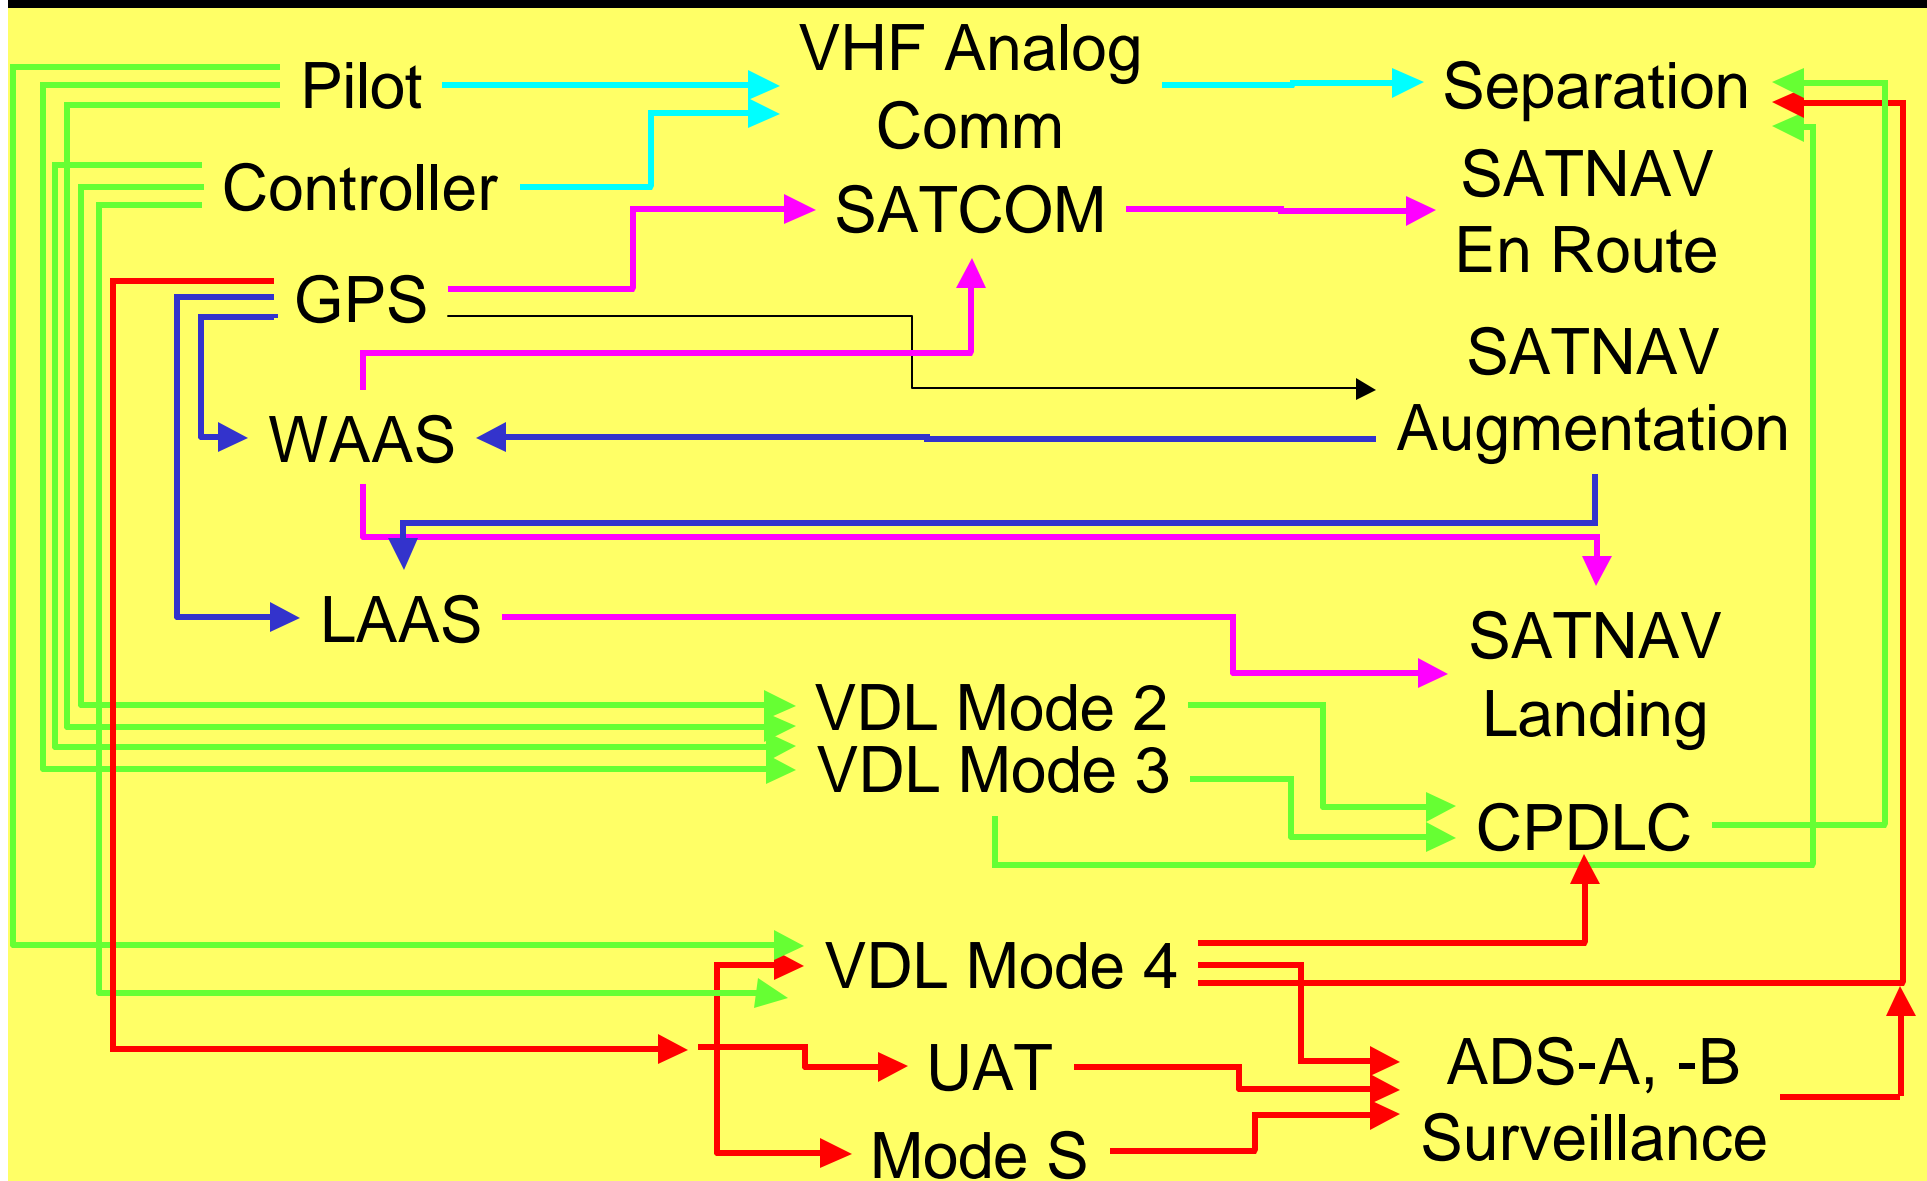 Pilot
Controller
GPS
WAAS
LAAS
VHF Analog
Comm
SATCOM
VDL Mode 2
VDL Mode 3
VDL Mode 4
UAT
Mode S
Separation
SATNAV
En Route
SATNAV
Augmentation
SATNAV
Landing
CPDLC
ADS-A, -B
Surveillance